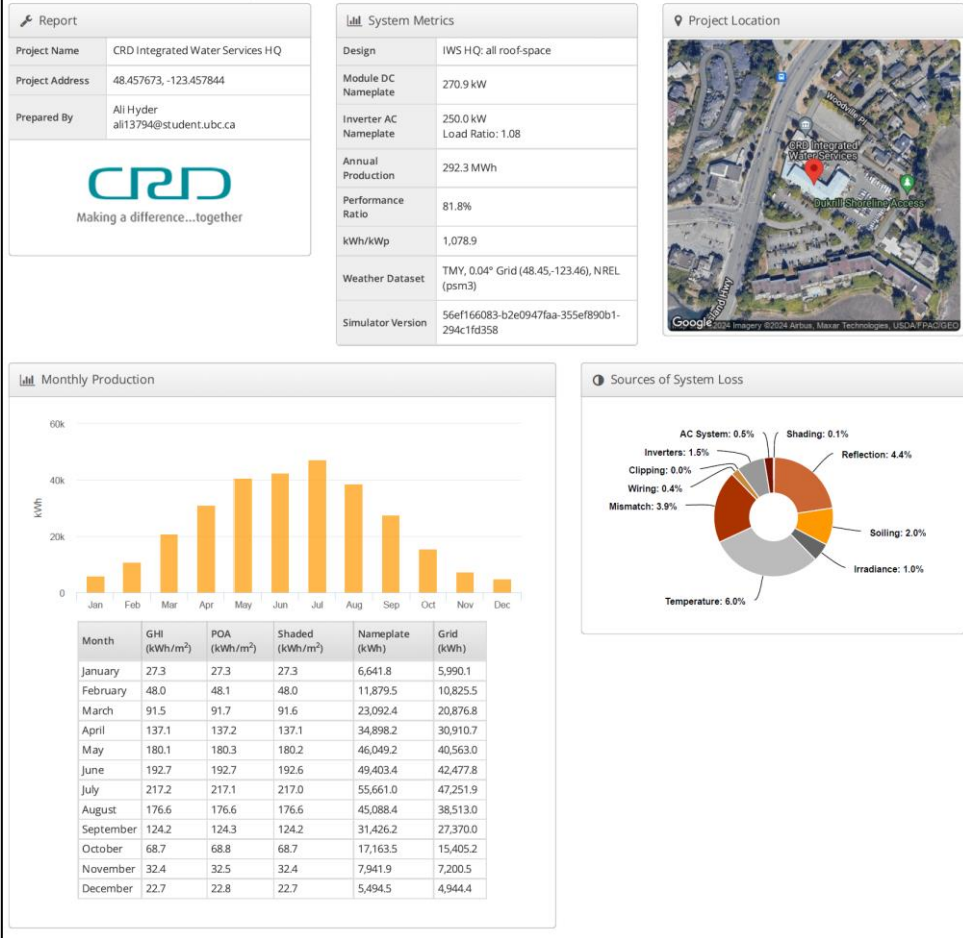 Report
Project Name CRD Integrated Water Services HQ
Project Address 48.457673, -123.457844
Prepared By Ali Hyder
ali13794@student.ubc.ca
CRD
Making a difference...together
System Metrics
Design IWS HQ: all roof-space
Module DC
Nameplate 270.9 kW
Inverter AC
Nameplate 250.0 kW
Load Ratio: 1.08
Annual
Production 292.3 MWh
Performance
Ratio 81.8%
kWh/kWp 1,078.9
Weather Dataset TMY, 0.04° Grid (48.45,-123.46), NREL
(psm3)
Simulator Version 56ef166083-b2e0947faa-355ef890b1-
294c1fd358
Project Location
Woodville Pl
CRD Integrated
Water Services
Dukrill Shoreline Access
Island Hwy
Google 2024 Imagery ©2024 Airbus, Maxar Technologies, USDA/FPAC/GEO
Monthly Production
60k
40k
20k
0
kWh
Jan Feb Mar Apr May Jun Jul Aug Sep Oct Nov Dec
Month GHI (kWh/m²) POA (kWh/m²) Shaded (kWh/m²) Nameplate (kWh) Grid (kWh)
January 27.3 27.3 27.3 6,641.8 5,990.1
February 48.0 48.1 48.0 11,879.5 10,825.5
March 91.5 91.7 91.6 23,092.4 20,876.8
April 137.1 137.2 137.1 34,898.2 30,910.7
May 180.1 180.3 180.2 46,049.2 40,563.0
June 192.7 192.7 192.6 49,403.4 42,477.8
July 217.2 217.1 217.0 55,661.0 47,251.9
August 176.6 176.6 176.6 45,088.4 38,513.0
September 124.2 124.3 124.2 31,426.2 27,370.0
October 68.7 68.8 68.7 17,163.5 15,405.2
November 32.4 32.5 32.4 7,941.9 7,200.5
December 22.7 22.8 22.7 5,494.5 4,944.4
Sources of System Loss
AC System: 0.5%
Shading: 0.1%
Inverters: 1.5%
Reflection: 4.4%
Clipping: 0.0%
Wiring: 0.4%
Mismatch: 3.9%
Soiling: 2.0%
Irradiance: 1.0%
Temperature: 6.0%